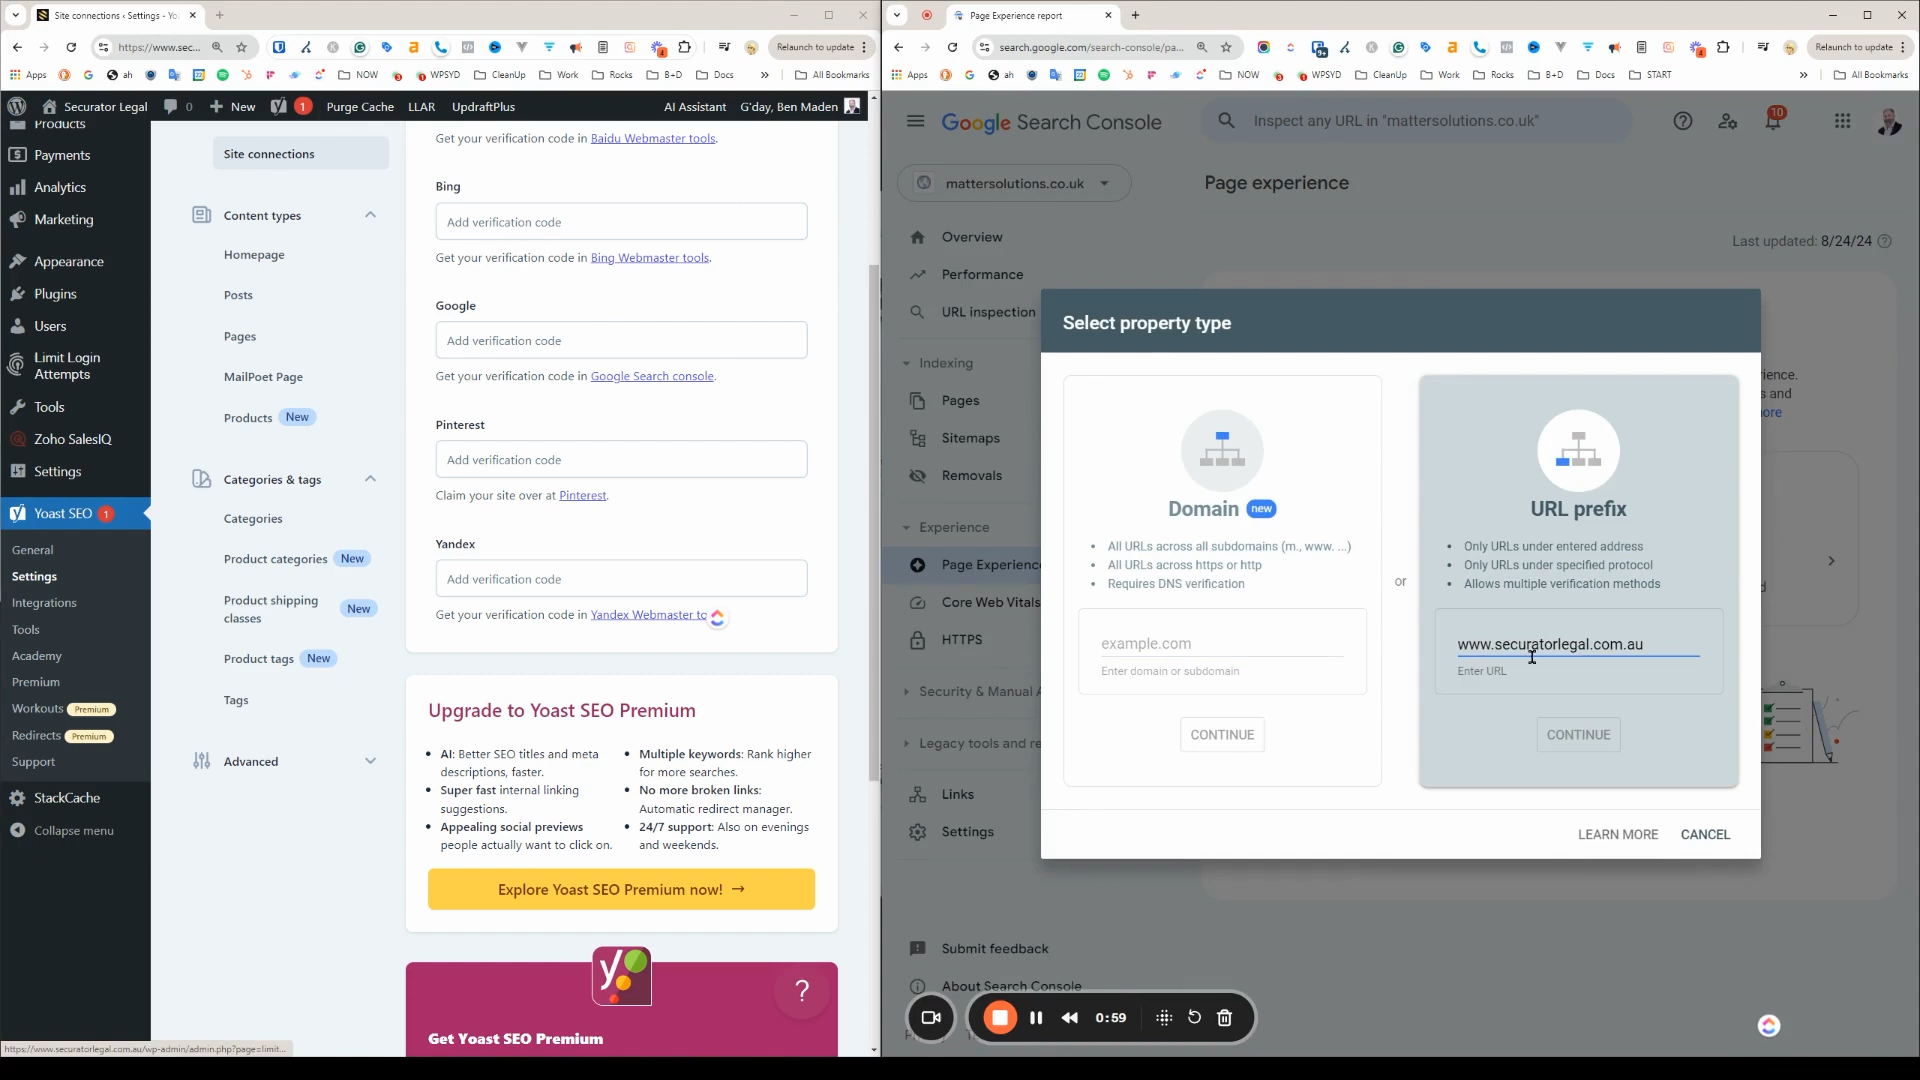 Site connections ‹ Settings - Yo
https://www.sec...
Relaunch to update
Apps
ah
NOW
WPSYD
CleanUp
Work
Rocks
B+D
Docs
»
All Bookmarks
Securator Legal
0
New
1
Purge Cache
LLAR
UpdraftPlus
AI Assistant
G'day, Ben Maden
Products
Payments
Analytics
Marketing
Appearance
Plugins
Users
Limit Login
Attempts
Tools
Zoho SalesIQ
Settings
Yoast SEO 1
General
Settings
Integrations
Tools
Academy
Premium
Workouts Premium
Redirects Premium
Support
StackCache
Collapse menu
Site connections
Content types
Homepage
Posts
Pages
MailPoet Page
Products New
Categories & tags
Categories
Product categories New
Product shipping
classes
New
Product tags New
Tags
Advanced
Get your verification code in Baidu Webmaster tools.
Bing
Add verification code
Get your verification code in Bing Webmaster tools.
Google
Add verification code
Get your verification code in Google Search console.
Pinterest
Add verification code
Claim your site over at Pinterest.
Yandex
Add verification code
Get your verification code in Yandex Webmaster to
Upgrade to Yoast SEO Premium
AI: Better SEO titles and meta
descriptions, faster.
Super fast internal linking
suggestions.
Appealing social previews
people actually want to click on.
Multiple keywords: Rank higher
for more searches.
No more broken links:
Automatic redirect manager.
24/7 support: Also on evenings
and weekends.
Explore Yoast SEO Premium now! →
y
?
Get Yoast SEO Premium
https://www.securatorlegal.com.au/wp-admin/admin.php?page=limit...
Page Experience report
search.google.com/search-console/pa...
9+
Relaunch to update
Apps
ah
NOW
WPSYD
CleanUp
Work
Rocks
B+D
Docs
START
»
All Bookmarks
Google Search Console
Inspect any URL in "mattersolutions.co.uk"
10
mattersolutions.co.uk
Page experience
Last updated: 8/24/24
Overview
Performance
URL inspection
Indexing
Pages
Sitemaps
Removals
Experience
Page Experience
Core Web Vitals
HTTPS
Security & Manual A
Legacy tools and re
Links
Settings
Submit feedback
About Search Console
ience.
s and
ore
d
Select property type
Domain new
All URLs across all subdomains (m., www. ...)
All URLs across https or http
Requires DNS verification
example.com
Enter domain or subdomain
CONTINUE
or
URL prefix
Only URLs under entered address
Only URLs under specified protocol
Allows multiple verification methods
www.securatorlegal.com.au
Enter URL
CONTINUE
LEARN MORE
CANCEL
0:59